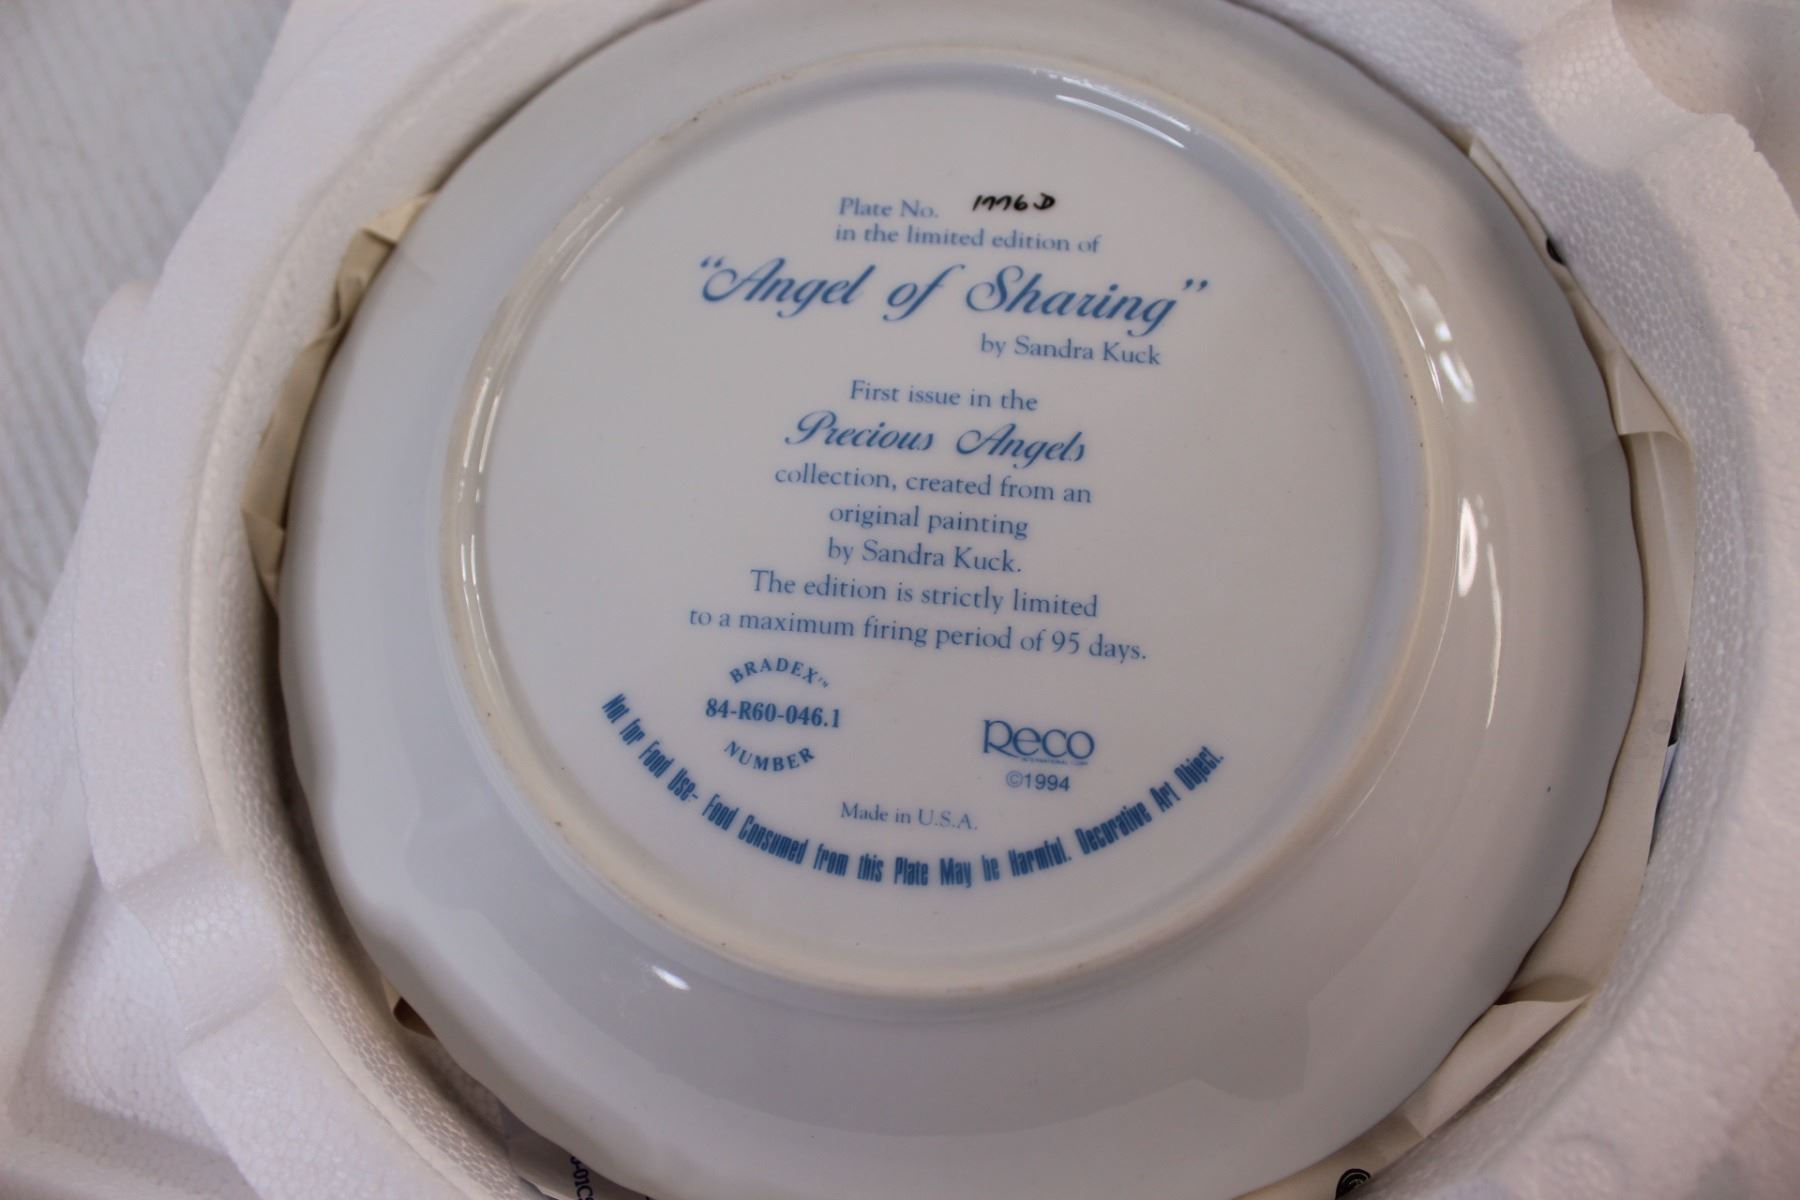 Plate No. 1776D
in the limited edition of
"Angel of Sharing"
by Sandra Kuck
First issue in the
Precious Angels
collection, created from an
original painting
by Sandra Kuck.
The edition is strictly limited
to a maximum firing period of 95 days.
BRADEX™
84-R60-046.1
NUMBER
Reco
INTERNATIONAL CORP.
©1994
Made in U.S.A.
Not for Food Use- Food Consumed from this Plate May be Harmful. Decorative Art Object.